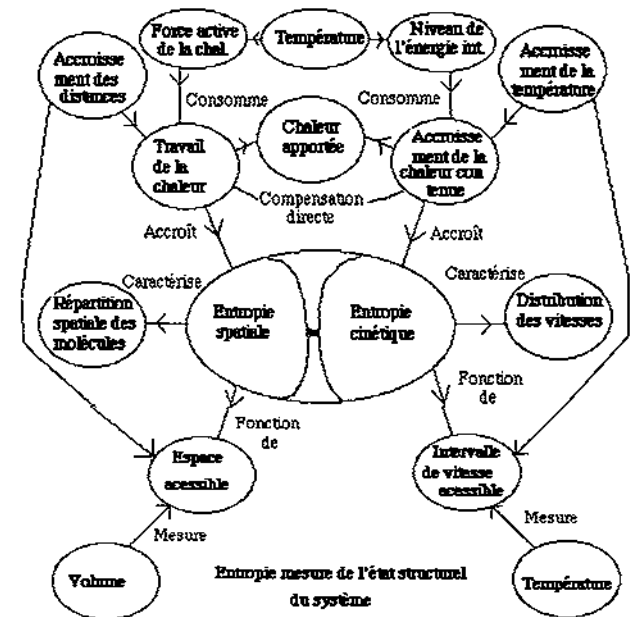 Force active
de la chal.
Température
Niveau de
l'énergie int.
Accroisse
ment des
distances
Accroisse
ment de la
température
Consomme
Consomme
Chaleur
apportée
Travail
de la
chaleur
Accroisse
ment de la
chaleur con
tenue
Compensation
directe
Accroît
Accroît
Caractérise
Caractérise
Répartition
spatiale des
molécules
Entropie
spatiale
Entropie
cinétique
Distribution
des vitesses
Fonction
de
Fonction
de
Espace
acessible
Intervalle
de vitesse
acessible
Mesure
Mesure
Volume
Température
Entropie mesure de l'état structurel
du système